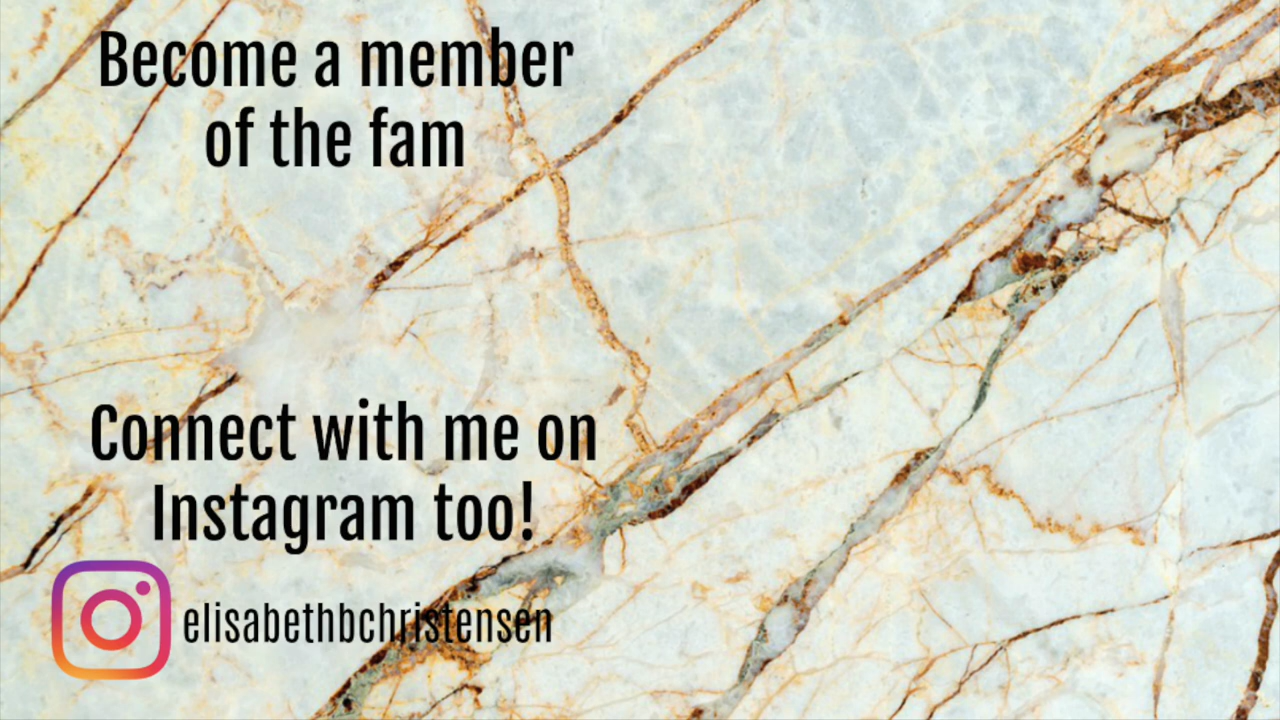 Become a member
of the fam
Connect with me on
Instagram too!
elisabethbchristensen